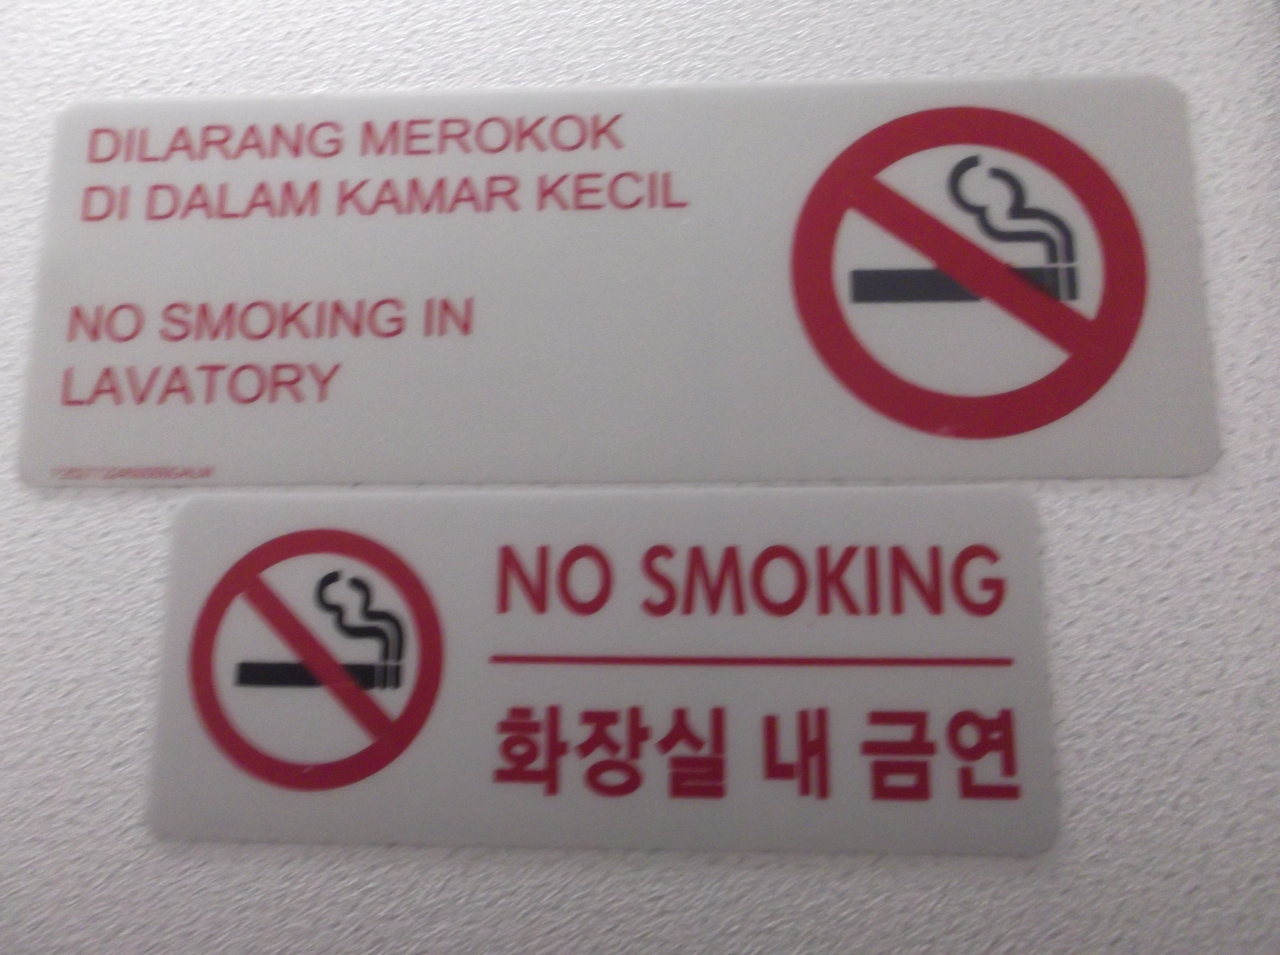 DILARANG MEROKOK
DI DALAM KAMAR KECIL
NO SMOKING IN
LAVATORY
NO SMOKING
화장실 내 금연